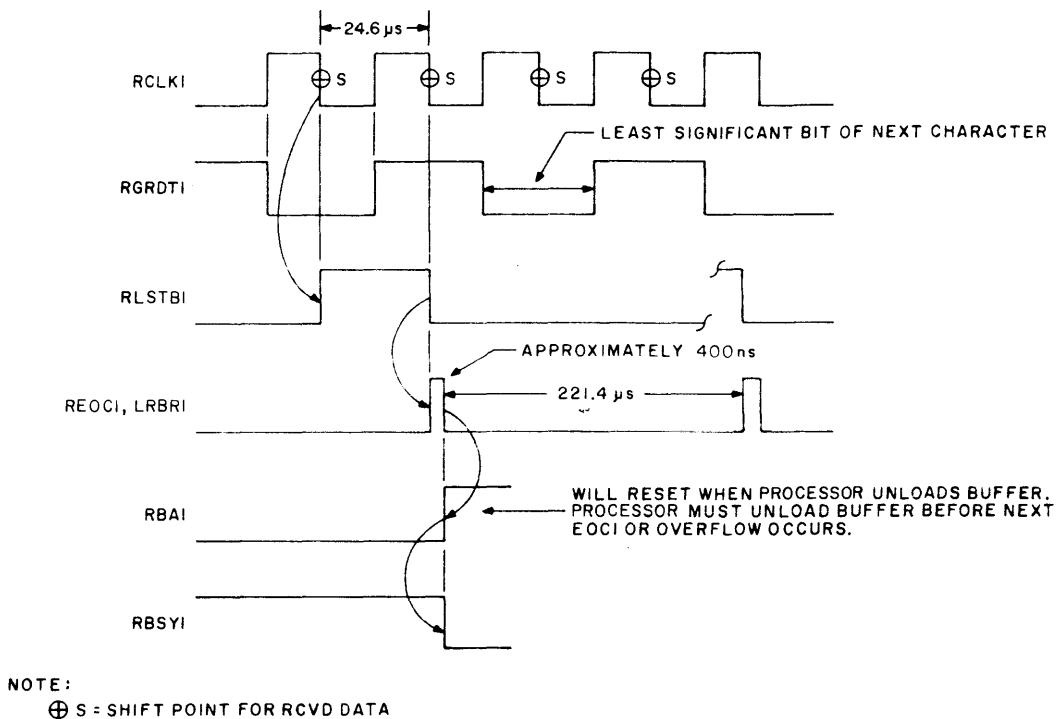 24.6 µs
RCLKI
S
S
S
S
LEAST SIGNIFICANT BIT OF NEXT CHARACTER
RGRDTI
RLSTBI
APPROXIMATELY 400ns
REOCI, LRBRI
221.4 µs
RBAI
WILL RESET WHEN PROCESSOR UNLOADS BUFFER.
PROCESSOR MUST UNLOAD BUFFER BEFORE NEXT
EOCI OR OVERFLOW OCCURS.
RBSYI
NOTE:
⊕ S = SHIFT POINT FOR RCVD DATA